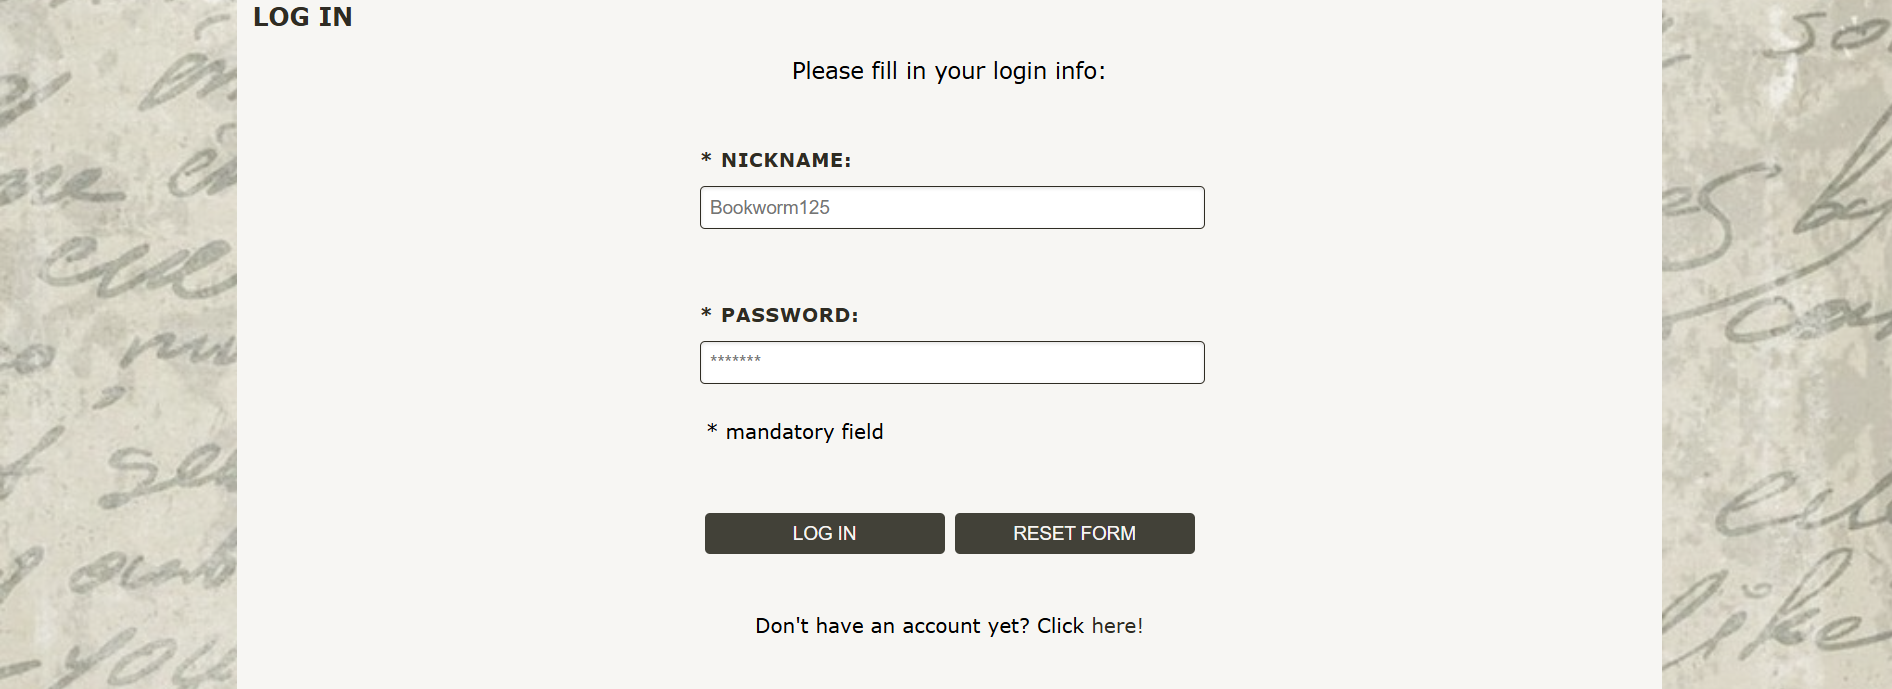 LOG IN
Please fill in your login info:
* NICKNAME:
Bookworm125
* PASSWORD:
*******
* mandatory field
LOG IN RESET FORM
Don't have an account yet? Click here!